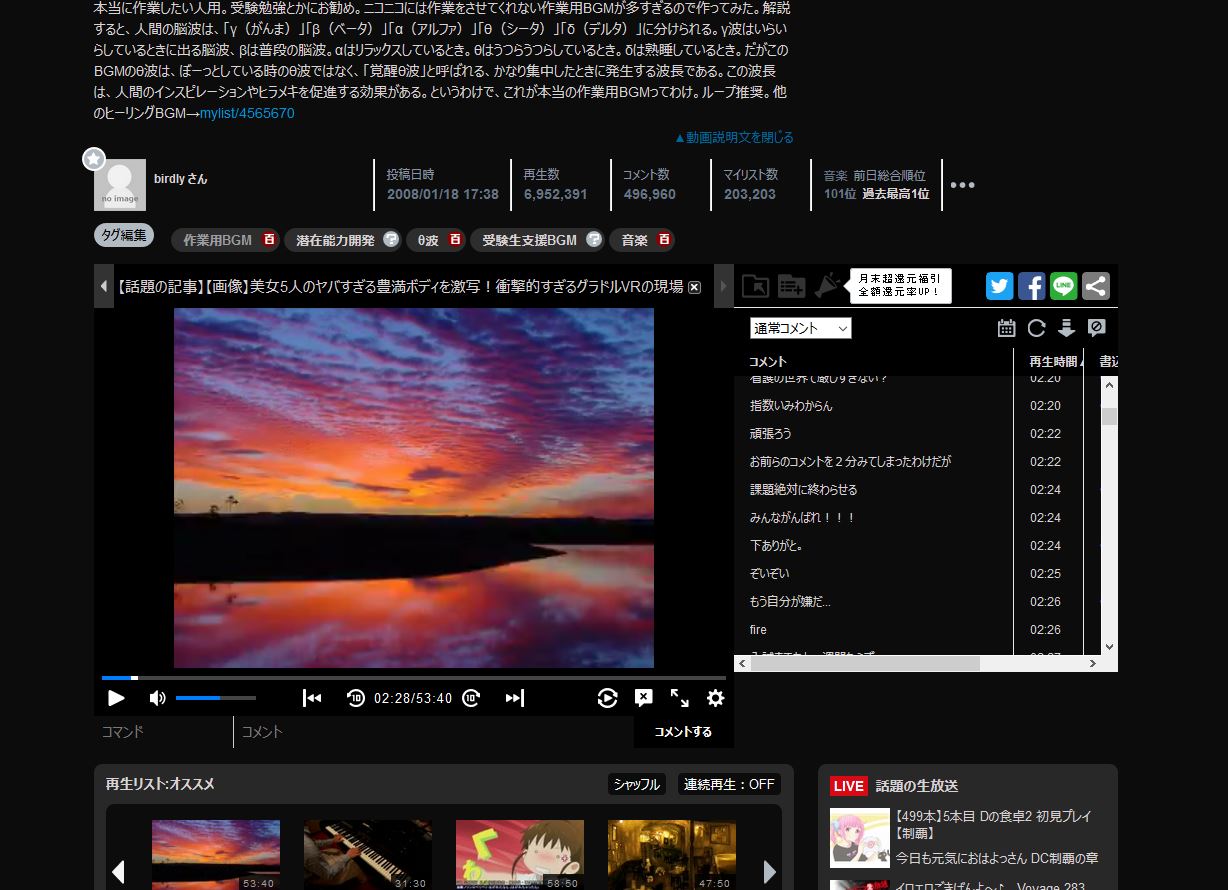 本当に作業したい人用。受験勉強とかにお勧め。ニコニコには作業をさせてくれない作業用BGMが多すぎるので作ってみた。解説
すると、人間の脳波は、「γ（がんま）」「β（ベータ）」「α（アルファ）」「θ（シータ）」「δ（デルタ）」に分けられる。γ波はいらい
らしているときに出る脳波、βは普段の脳波。αはリラックスしているとき。θはうつらうつらしているとき。δは熟睡しているとき。だがこの
BGMのθ波は、ぼーっとしている時のθ波ではなく、「覚醒θ波」と呼ばれる、かなり集中したときに発生する波長である。この波長
は、人間のインスピレーションやヒラメキを促進する効果がある。というわけで、これが本当の作業用BGMってわけ。ループ推奨。他
のヒーリングBGM→mylist/4565670
▲動画説明文を閉じる
no image
birdly さん
投稿日時
2008/01/18 17:38
再生数
6,952,391
コメント数
496,960
マイリスト数
203,203
音楽 前日総合順位
101位 過去最高1位
タグ編集
作業用BGM 百
潜在能力開発 ?
θ波 百
受験生支援BGM ?
音楽 百
【話題の記事】【画像】美女5人のヤバすぎる豊満ボディを激写！衝撃的すぎるグラドルVRの現場
月末超還元福引
全額還元率UP！
LINE
通常コメント
コメント 再生時間 書込
看護の世界で厳しすぎない？ 02:20
指数いみわからん 02:20
頑張ろう 02:22
お前らのコメントを２分みてしまったわけだが 02:22
課題絶対に終わらせる 02:24
みんながんばれ！！！ 02:24
下ありがと。 02:24
ぞいぞい 02:25
もう自分が嫌だ... 02:26
fire 02:26
02:27
10 02:28/53:40 10
コマンド コメント コメントする
再生リスト:オススメ シャッフル 連続再生：OFF
53:40
31:30
くわ
58:50
47:50
LIVE 話題の生放送
【499本】5本目 Dの食卓2 初見プレイ
【制覇】
今日も元気におはよっさん DC制覇の章
イロェロごきげんよ～♪ Voyage 283